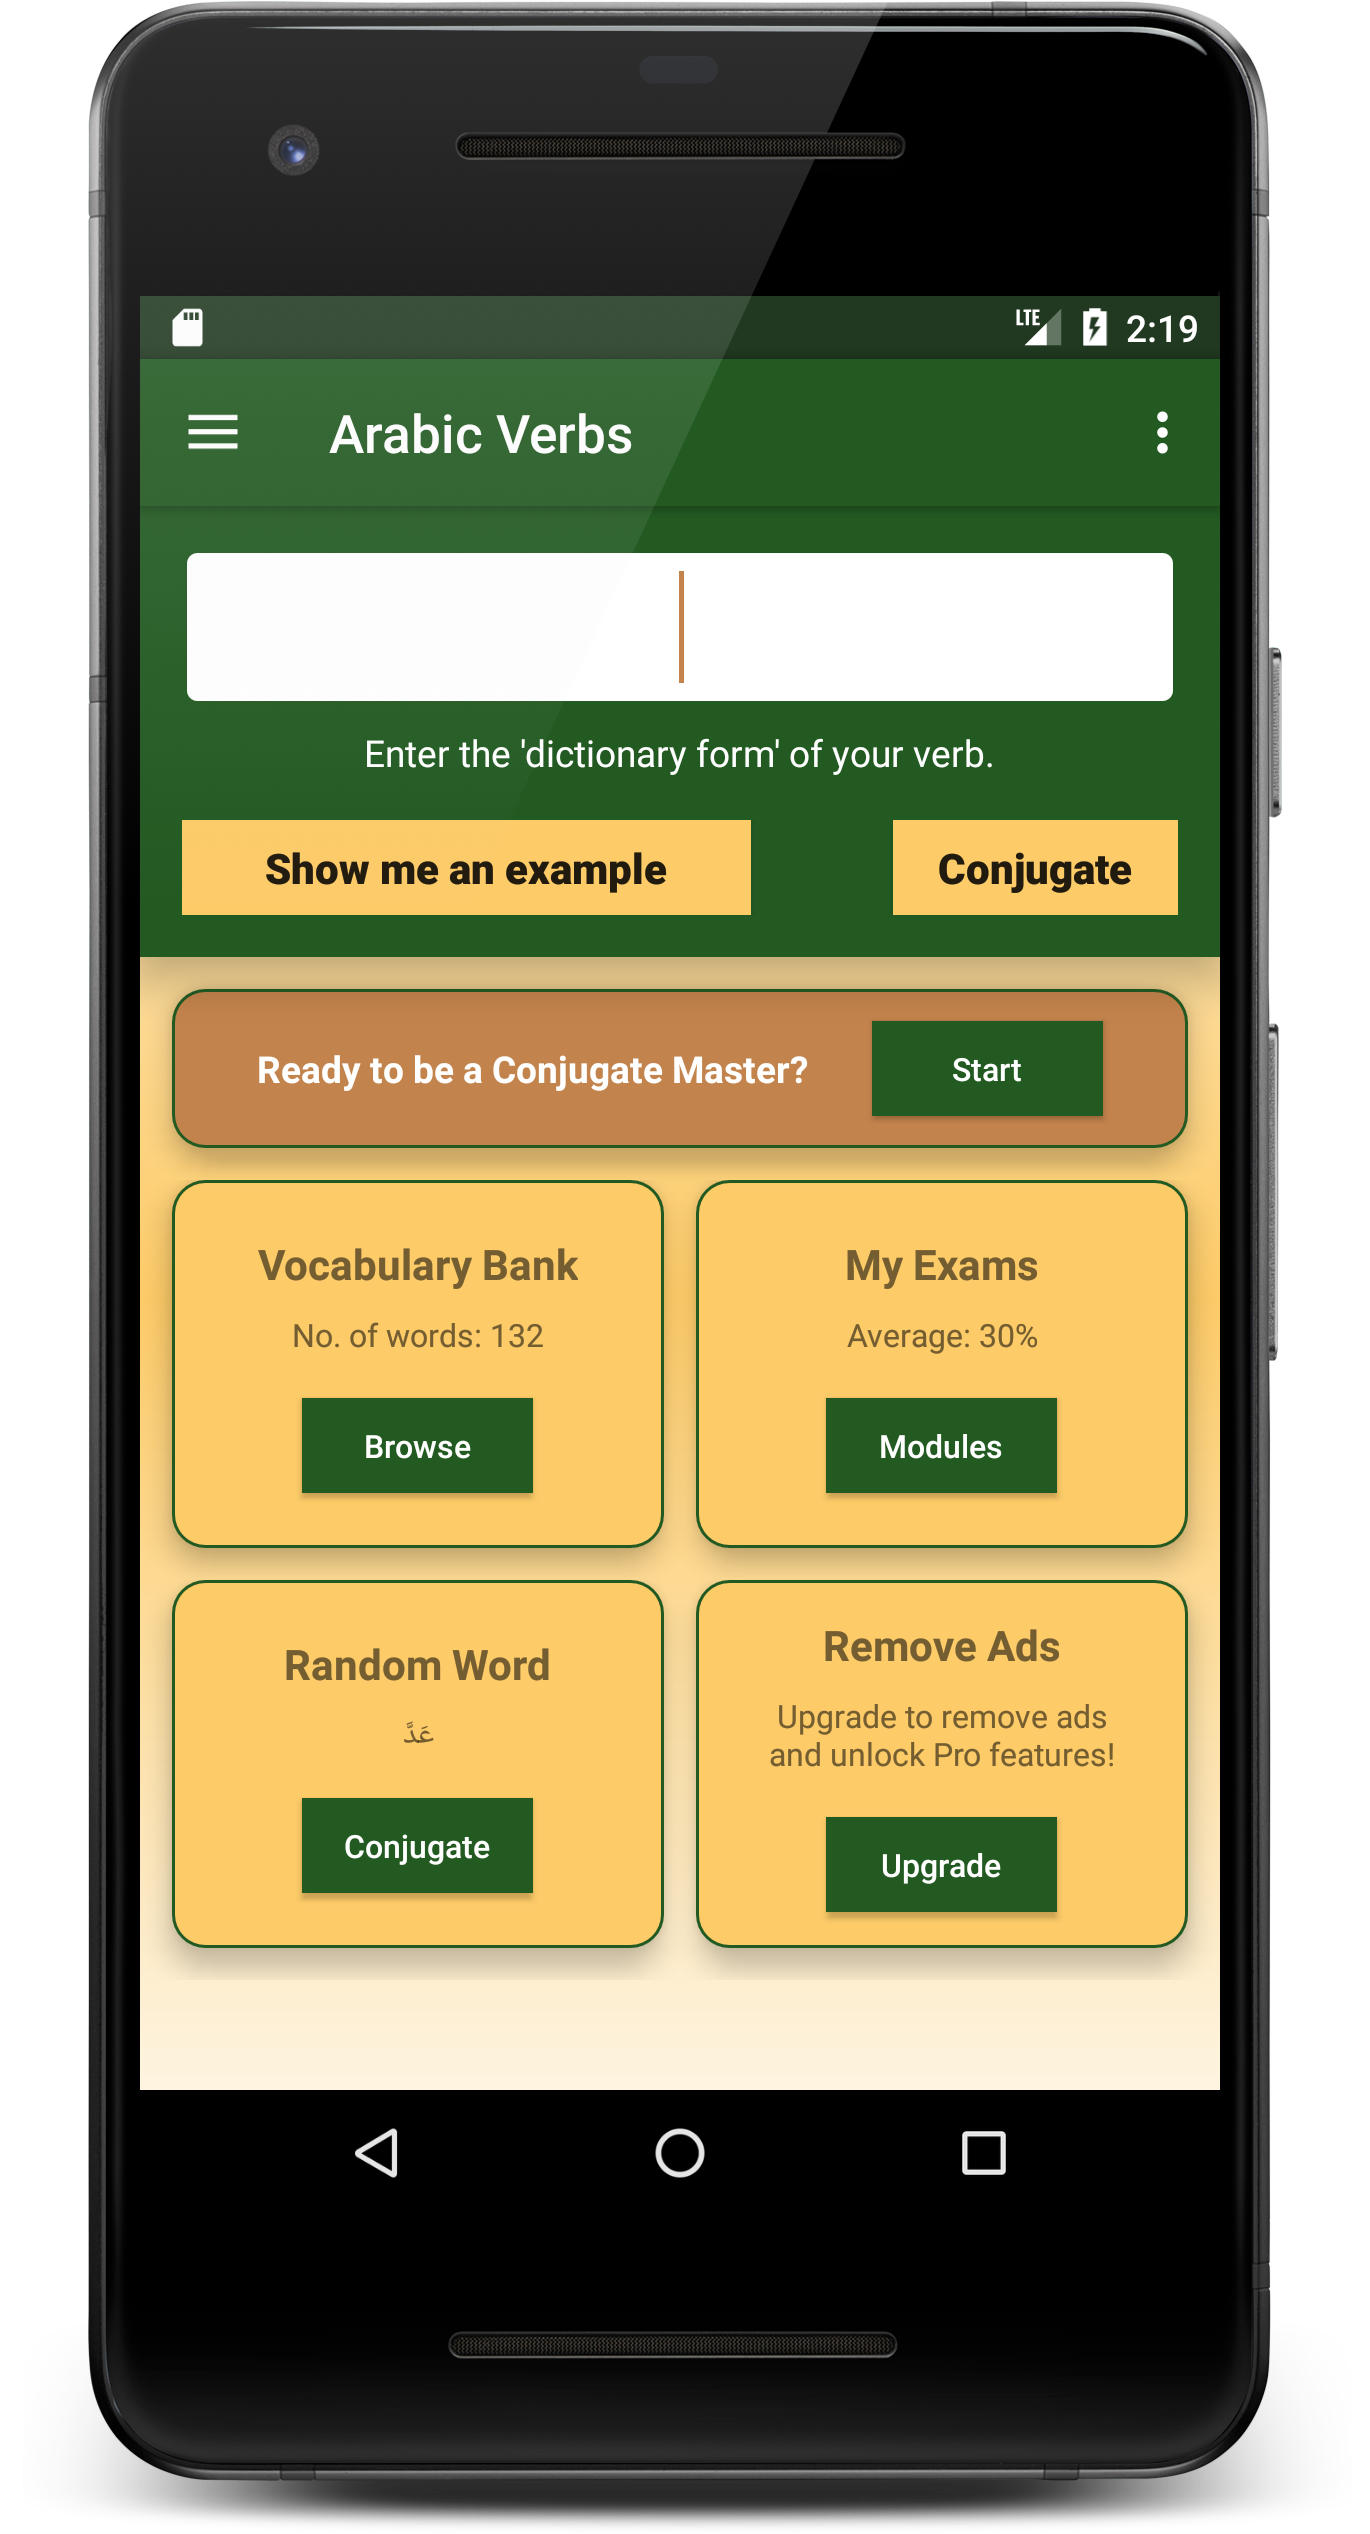 LTE 2:19
Arabic Verbs
Enter the 'dictionary form' of your verb.
Show me an example
Conjugate
Ready to be a Conjugate Master?
Start
Vocabulary Bank
No. of words: 132
Browse
My Exams
Average: 30%
Modules
Random Word
عَدَّ
Conjugate
Remove Ads
Upgrade to remove ads
and unlock Pro features!
Upgrade